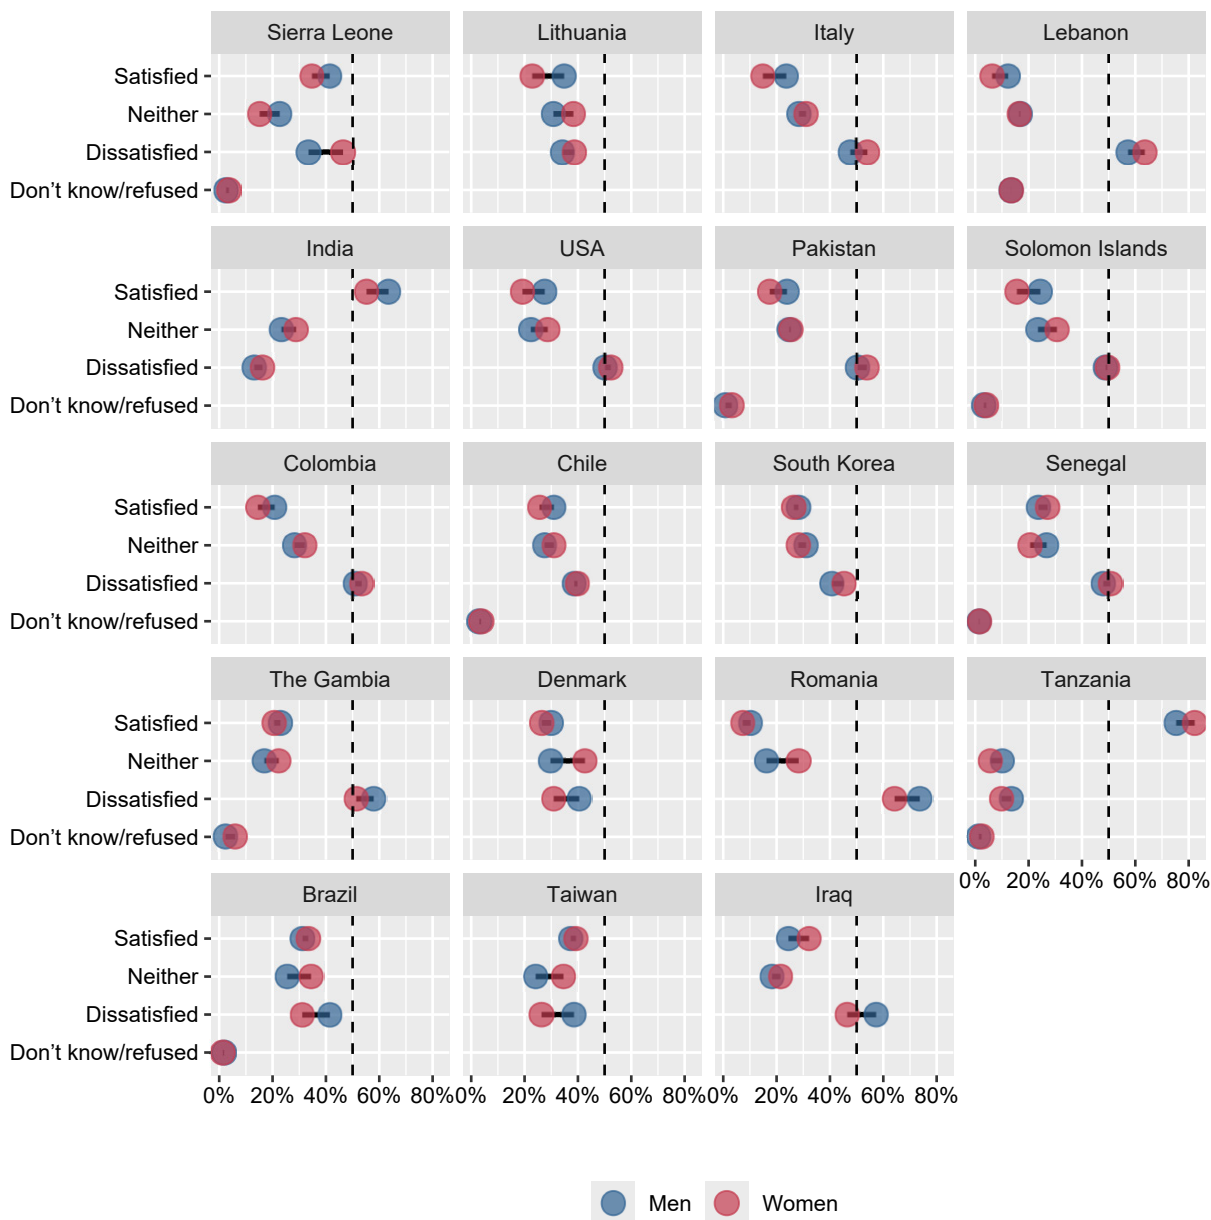 Sierra Leone Lithuania Italy Lebanon
Satisfied
Neither
Dissatisfied
Don’t know/refused
India USA Pakistan Solomon Islands
Satisfied
Neither
Dissatisfied
Don’t know/refused
Colombia Chile South Korea Senegal
Satisfied
Neither
Dissatisfied
Don’t know/refused
The Gambia Denmark Romania Tanzania
Satisfied
Neither
Dissatisfied
Don’t know/refused
0% 20% 40% 60% 80%
Brazil Taiwan Iraq
Satisfied
Neither
Dissatisfied
Don’t know/refused
0% 20% 40% 60% 80% 0% 20% 40% 60% 80% 0% 20% 40% 60% 80%
Men Women